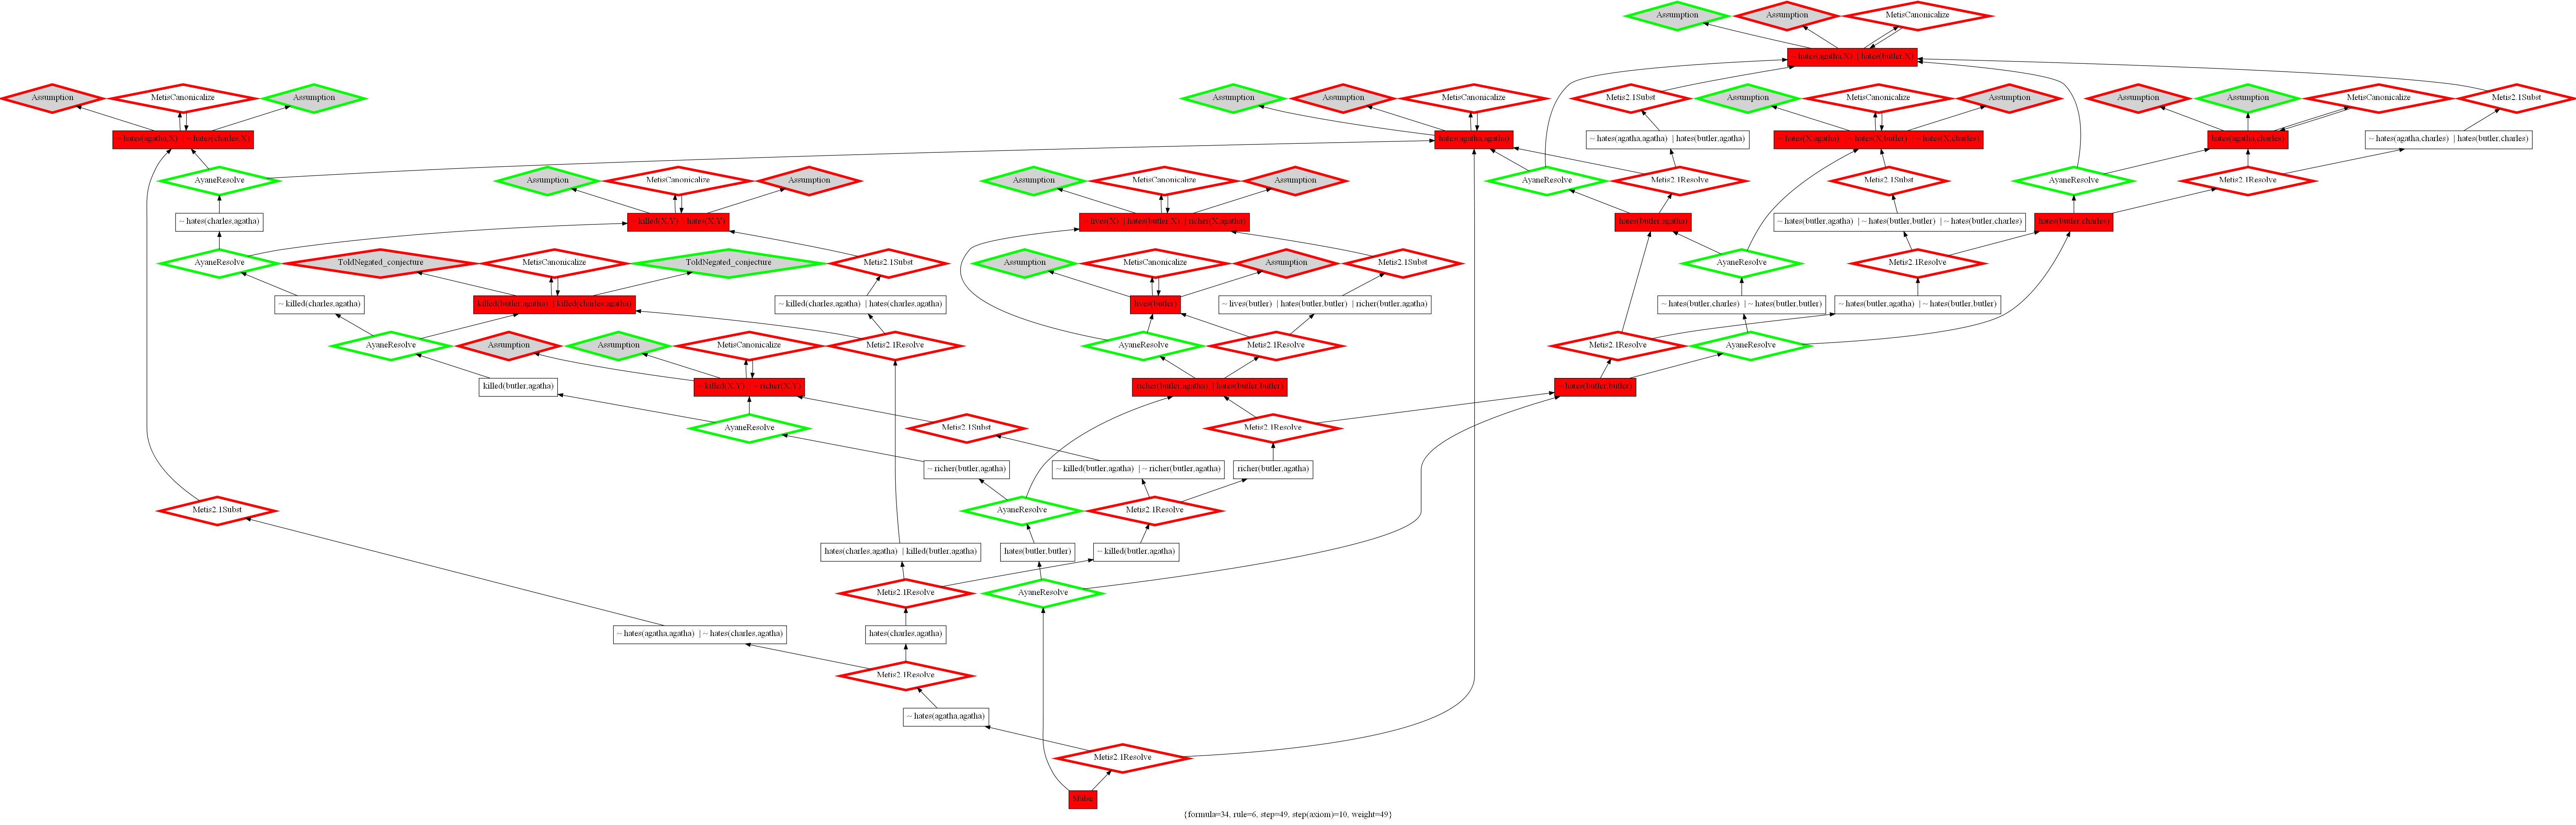 Assumption
Assumption
MetisCanonicalize
~ hates(agatha,X) | hates(butler,X)
Assumption
MetisCanonicalize
Assumption
Assumption
Assumption
MetisCanonicalize
Metis2.1Subst
Assumption
MetisCanonicalize
Assumption
Assumption
Assumption
MetisCanonicalize
Metis2.1Subst
~ hates(agatha,X) | ~ hates(charles,X)
hates(agatha,agatha)
~ hates(agatha,agatha) | hates(butler,agatha)
~ hates(X,agatha) | ~ hates(X,butler) | ~ hates(X,charles)
hates(agatha,charles)
~ hates(agatha,charles) | hates(butler,charles)
AyaneResolve
Assumption
MetisCanonicalize
Assumption
Assumption
MetisCanonicalize
Assumption
AyaneResolve
Metis2.1Resolve
Metis2.1Subst
AyaneResolve
Metis2.1Resolve
~ hates(charles,agatha)
~ killed(X,Y) | hates(X,Y)
~ lives(X) | hates(butler,X) | richer(X,agatha)
hates(butler,agatha)
~ hates(butler,agatha) | ~ hates(butler,butler) | ~ hates(butler,charles)
hates(butler,charles)
AyaneResolve
ToldNegated_conjecture
MetisCanonicalize
ToldNegated_conjecture
Metis2.1Subst
Assumption
MetisCanonicalize
Assumption
Metis2.1Subst
AyaneResolve
Metis2.1Resolve
~ killed(charles,agatha)
killed(butler,agatha) | killed(charles,agatha)
~ killed(charles,agatha) | hates(charles,agatha)
lives(butler)
~ lives(butler) | hates(butler,butler) | richer(butler,agatha)
~ hates(butler,charles) | ~ hates(butler,butler)
~ hates(butler,agatha) | ~ hates(butler,butler)
AyaneResolve
Assumption
Assumption
MetisCanonicalize
Metis2.1Resolve
AyaneResolve
Metis2.1Resolve
Metis2.1Resolve
AyaneResolve
killed(butler,agatha)
~ killed(X,Y) | ~ richer(X,Y)
richer(butler,agatha) | hates(butler,butler)
~ hates(butler,butler)
AyaneResolve
Metis2.1Subst
Metis2.1Resolve
~ richer(butler,agatha)
~ killed(butler,agatha) | ~ richer(butler,agatha)
richer(butler,agatha)
Metis2.1Subst
AyaneResolve
Metis2.1Resolve
hates(charles,agatha) | killed(butler,agatha)
hates(butler,butler)
~ killed(butler,agatha)
Metis2.1Resolve
AyaneResolve
~ hates(agatha,agatha) | ~ hates(charles,agatha)
hates(charles,agatha)
Metis2.1Resolve
~ hates(agatha,agatha)
Metis2.1Resolve
$false
{formula=34, rule=6, step=49, step(axiom)=10, weight=49}